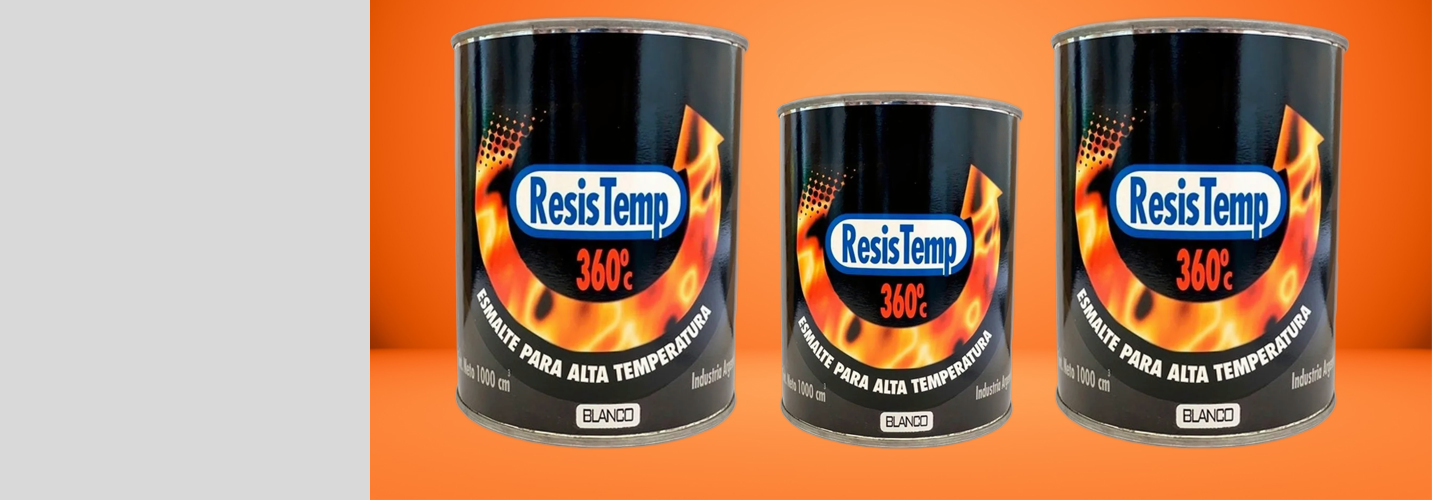 ResisTemp
360°c
ESMALTE PARA ALTA TEMPERATURA
Neto 1000 cm³
Industria
BLANCO
ResisTemp
360°c
ESMALTE PARA ALTA TEMPERATURA
Neto 1000 cm³
Industria
BLANCO
ResisTemp
360°c
ESMALTE PARA ALTA TEMPERATURA
Neto 1000 cm³
Industria
BLANCO